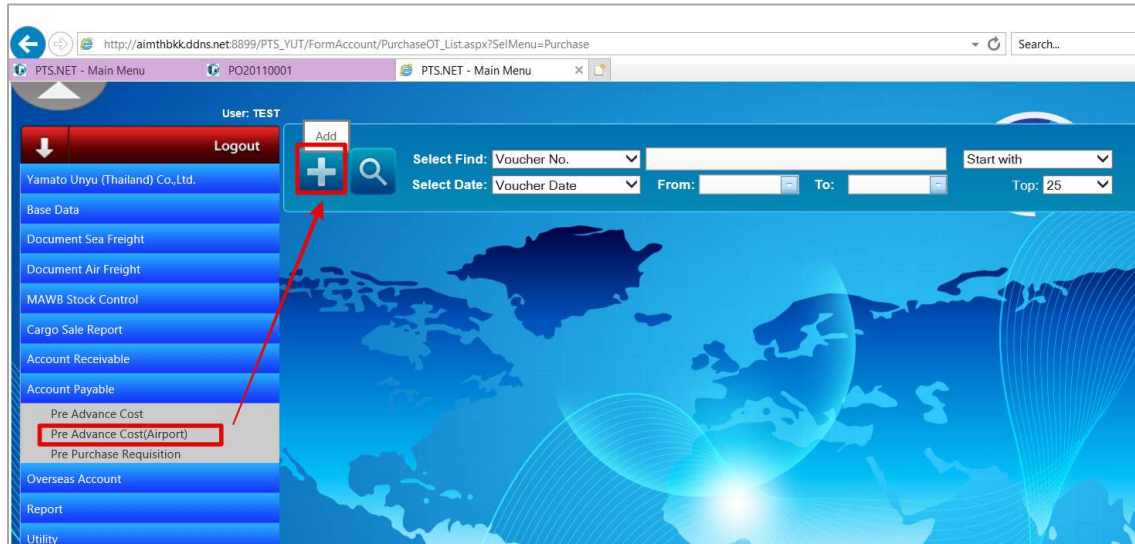 http://aimthbkk.ddns.net:8899/PTS_YUT/FormAccount/PurchaseOT_List.aspx?SelMenu=Purchase
Search...
PTS.NET - Main Menu
PO20110001
PTS.NET - Main Menu
User: TEST
Logout
Add
Select Find: Voucher No.
Start with
Select Date: Voucher Date From: To: Top: 25
Yamato Unyu (Thailand) Co.,Ltd.
Base Data
Document Sea Freight
Document Air Freight
MAWB Stock Control
Cargo Sale Report
Account Receivable
Account Payable
Pre Advance Cost
Pre Advance Cost(Airport)
Pre Purchase Requisition
Overseas Account
Report
Utility